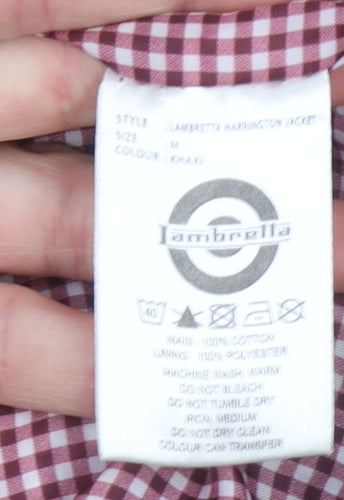 STYLE : LAMBRETTA HARRINGTON JACKET
SIZE : M
COLOUR : KHAKI
Lambretta
40
MAIN: 100% COTTON
LINING: 100% POLYESTER
MACHINE WASH, WARM
DO NOT BLEACH
DO NOT TUMBLE DRY
IRON MEDIUM
DO NOT DRY CLEAN
COLOUR CAN TRANSFER